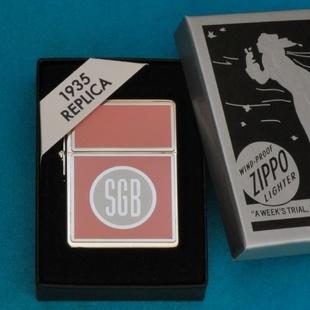 1935
REPLICA
SGB
WIND-PROOF
ZIPPO
LIGHTER
"A WEEK'S TRIAL,